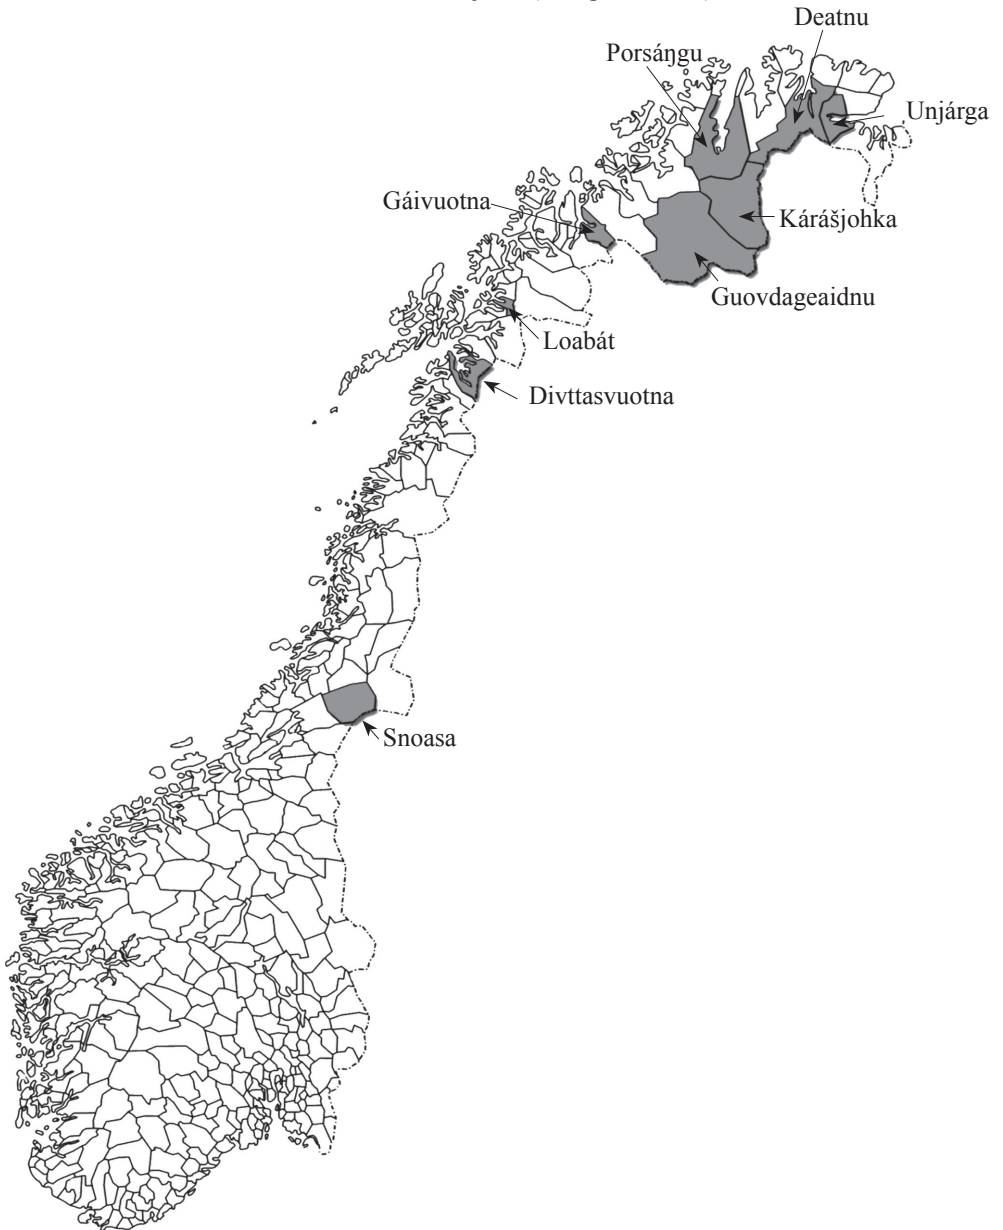 Deatnu
Porsáŋgu
Unjárga
Gáivuotna
Kárášjohka
Guovdageaidnu
Loabát
Divttasvuotna
Snoasa